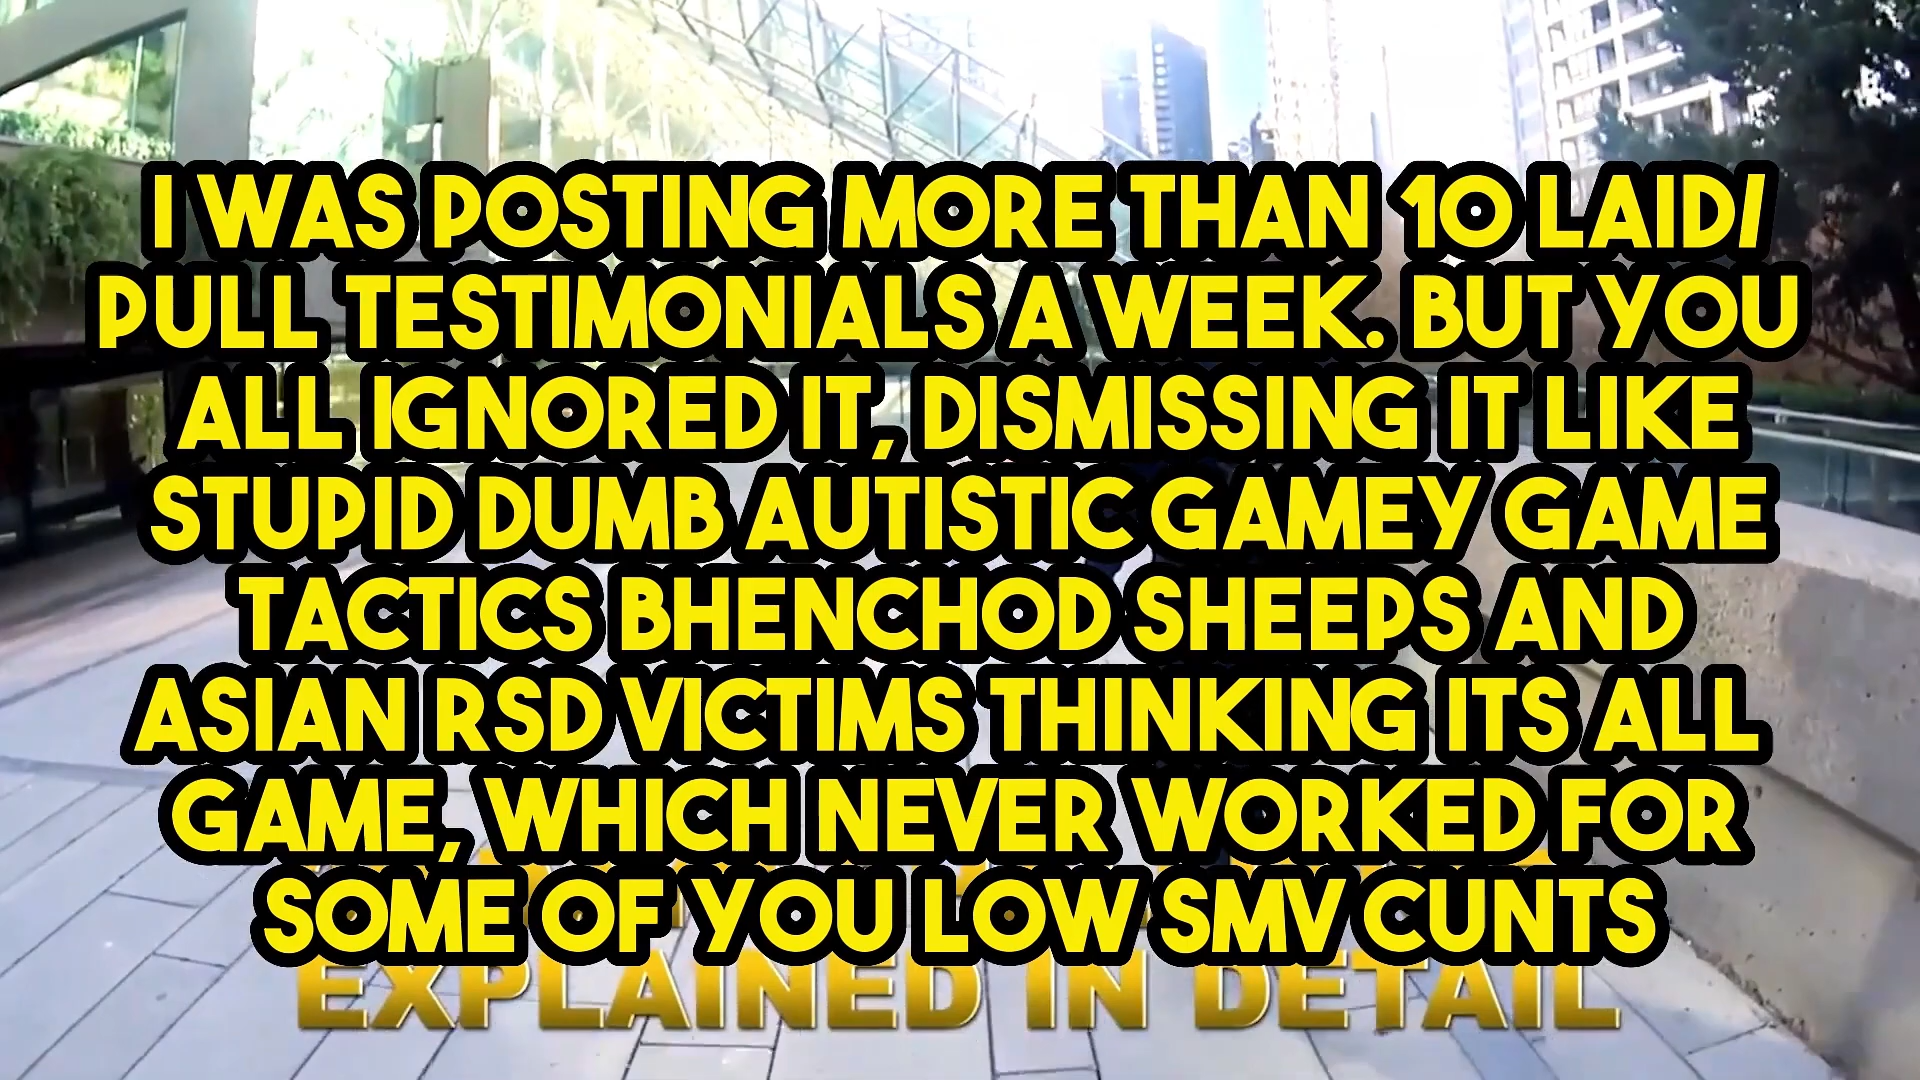 I WAS POSTING MORE THAN 10 LAID/
PULL TESTIMONIALS A WEEK. BUT YOU
ALL IGNORED IT, DISMISSING IT LIKE
STUPID DUMB AUTISTIC GAMEY GAME
TACTICS BHENCHOD SHEEPS AND
ASIAN RSD VICTIMS THINKING ITS ALL
GAME, WHICH NEVER WORKED FOR
SOME OF YOU LOW SMV CUNTS
EXPLAINED IN DETAIL